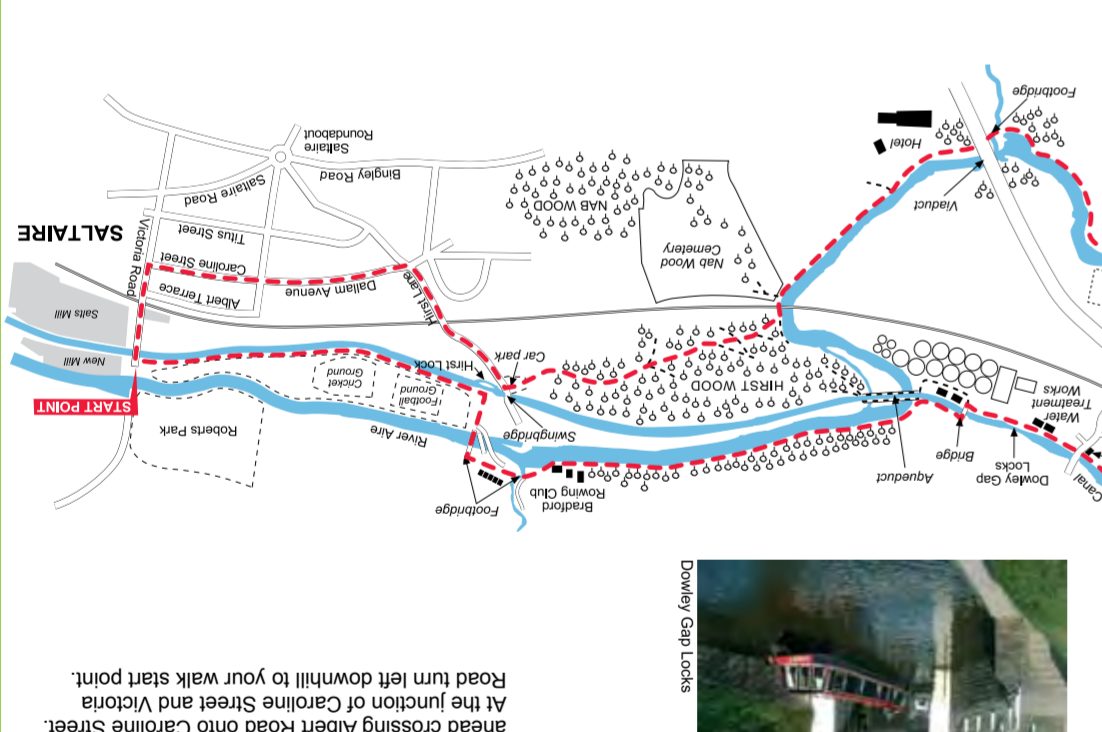 ahead crossing Albert Road onto Caroline Street.
At the junction of Caroline Street and Victoria
Road turn left downhill to your walk start point.
Dowley Gap Locks
Canal
Dowley Gap
Locks
Bridge
Water
Treatment
Works
Aqueduct
Bradford
Rowing Club
Footbridge
Swingbridge
River Aire
Roberts Park
START POINT
Football
Ground
Cricket
Ground
HIRST WOOD
Car park
Hirst Lock
Hirst Lane
New Mill
Salts Mill
Albert Terrace
Dallam Avenue
Caroline Street
Titus Street
Victoria Road
SALTAIRE
Saltaire Road
Bingley Road
Saltaire
Roundabout
Nab Wood
Cemetery
NAB WOOD
Viaduct
Hotel
Footbridge